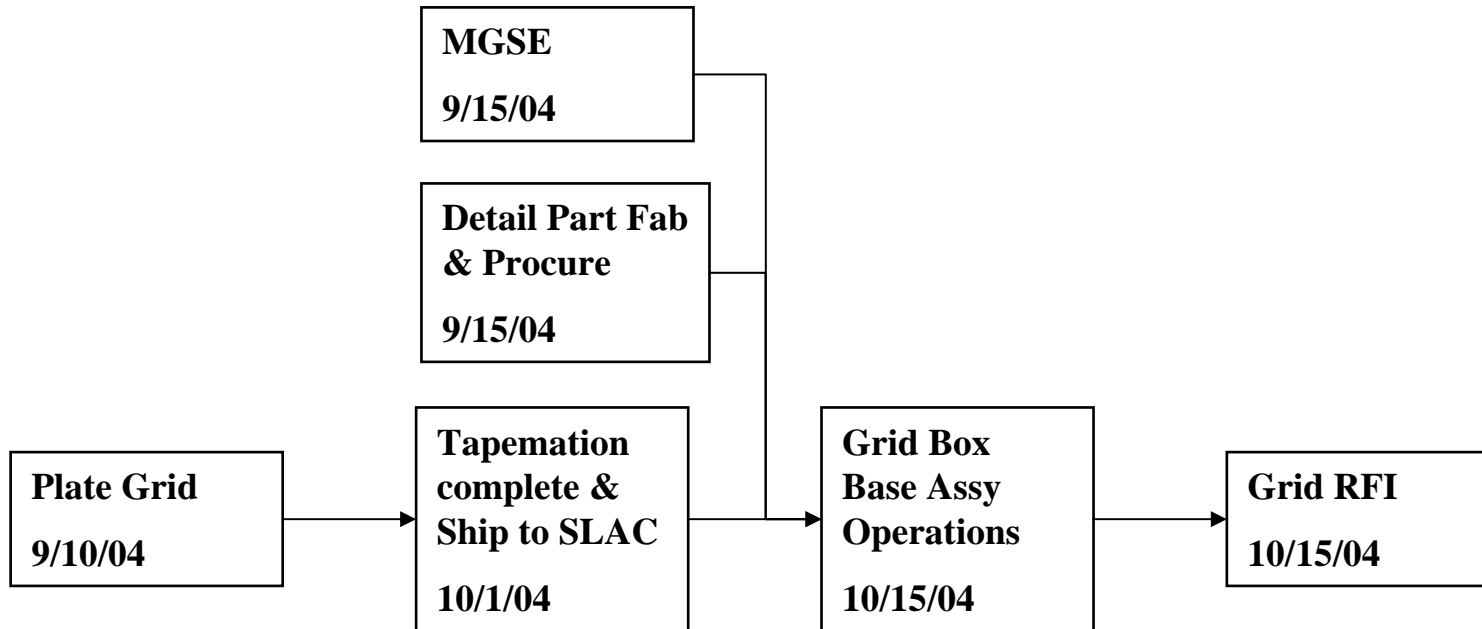 MGSE
9/15/04
Detail Part Fab
& Procure
9/15/04
Plate Grid
9/10/04
Tapemation
complete &
Ship to SLAC
10/1/04
Grid Box
Base Assy
Operations
10/15/04
Grid RFI
10/15/04